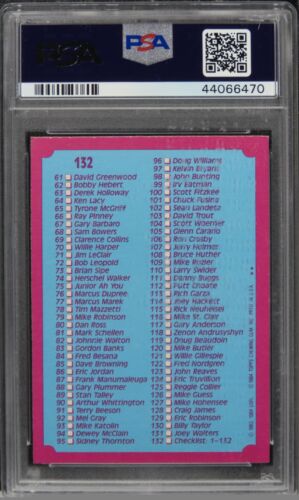 PSA
PSA
44066470
132
61 David Greenwood
62 Bobby Hebert
63 Derek Holloway
64 Ken Lacy
65 Tyrone McGriff
66 Ray Pinney
67 Gary Barbaro
68 Sam Bowers
69 Clarence Collins
70 Willie Harper
71 Jim LeClair
72 Bob Leopold
73 Brian Sipe
74 Herschel Walker
75 Junior Ah You
76 Marcus Dupree
77 Marcus Marek
78 Tim Mazzetti
79 Mike Robinson
80 Dan Ross
81 Mark Schellen
82 Johnnie Walton
83 Gordon Banks
84 Fred Besana
85 Dave Browning
86 Eric Jordan
87 Frank Manumaleuga
88 Gary Plummer
89 Stan Talley
90 Arthur Whittington
91 Terry Beeson
92 Mel Gray
93 Mike Katolin
94 Dewey McClain
95 Sidney Thornton
96 Doug Williams
97 Kelvin Bryant
98 John Bunting
99 Irv Eatman
100 Scott Fitzkee
101 Chuck Fusina
102 Sean Landeta
103 David Trout
104 Scott Woerner
105 Glenn Carano
106 Ron Crosby
107 Jerry Holmes
108 Bruce Huther
109 Mike Rozier
110 Larry Swider
111 Danny Buggs
112 Putt Choate
113 Rich Garza
114 Joey Hackett
115 Rick Neuheisel
116 Mike St. Clair
117 Gary Anderson
118 Zenon Andrusyshyn
119 Doug Beaudoin
120 Mike Butler
121 Willie Gillespie
122 Fred Nordgren
123 John Reaves
124 Eric Truvillion
125 Reggie Collier
126 Mike Guess
127 Mike Hohensee
128 Craig James
129 Eric Robinson
130 Billy Taylor
131 Joey Walters
132 Checklist: 1-132